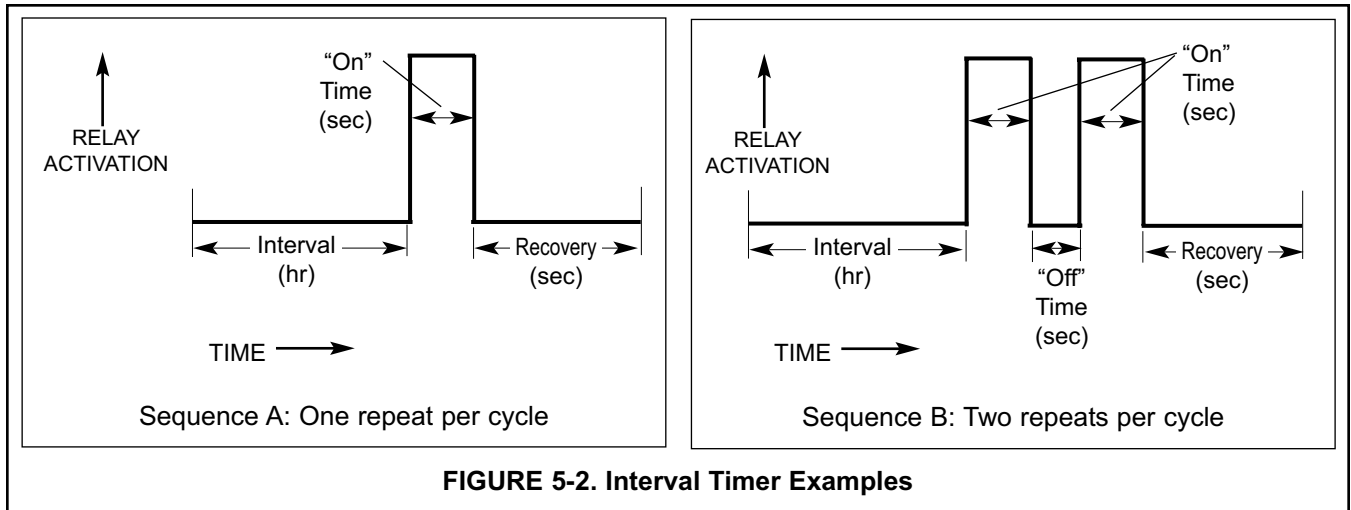 “On”
Time
(sec)
RELAY
ACTIVATION
Interval
(hr)
Recovery
(sec)
TIME
Sequence A: One repeat per cycle
“On”
Time
(sec)
RELAY
ACTIVATION
Interval
(hr)
“Off”
Time
(sec)
Recovery
(sec)
TIME
Sequence B: Two repeats per cycle
FIGURE 5-2. Interval Timer Examples